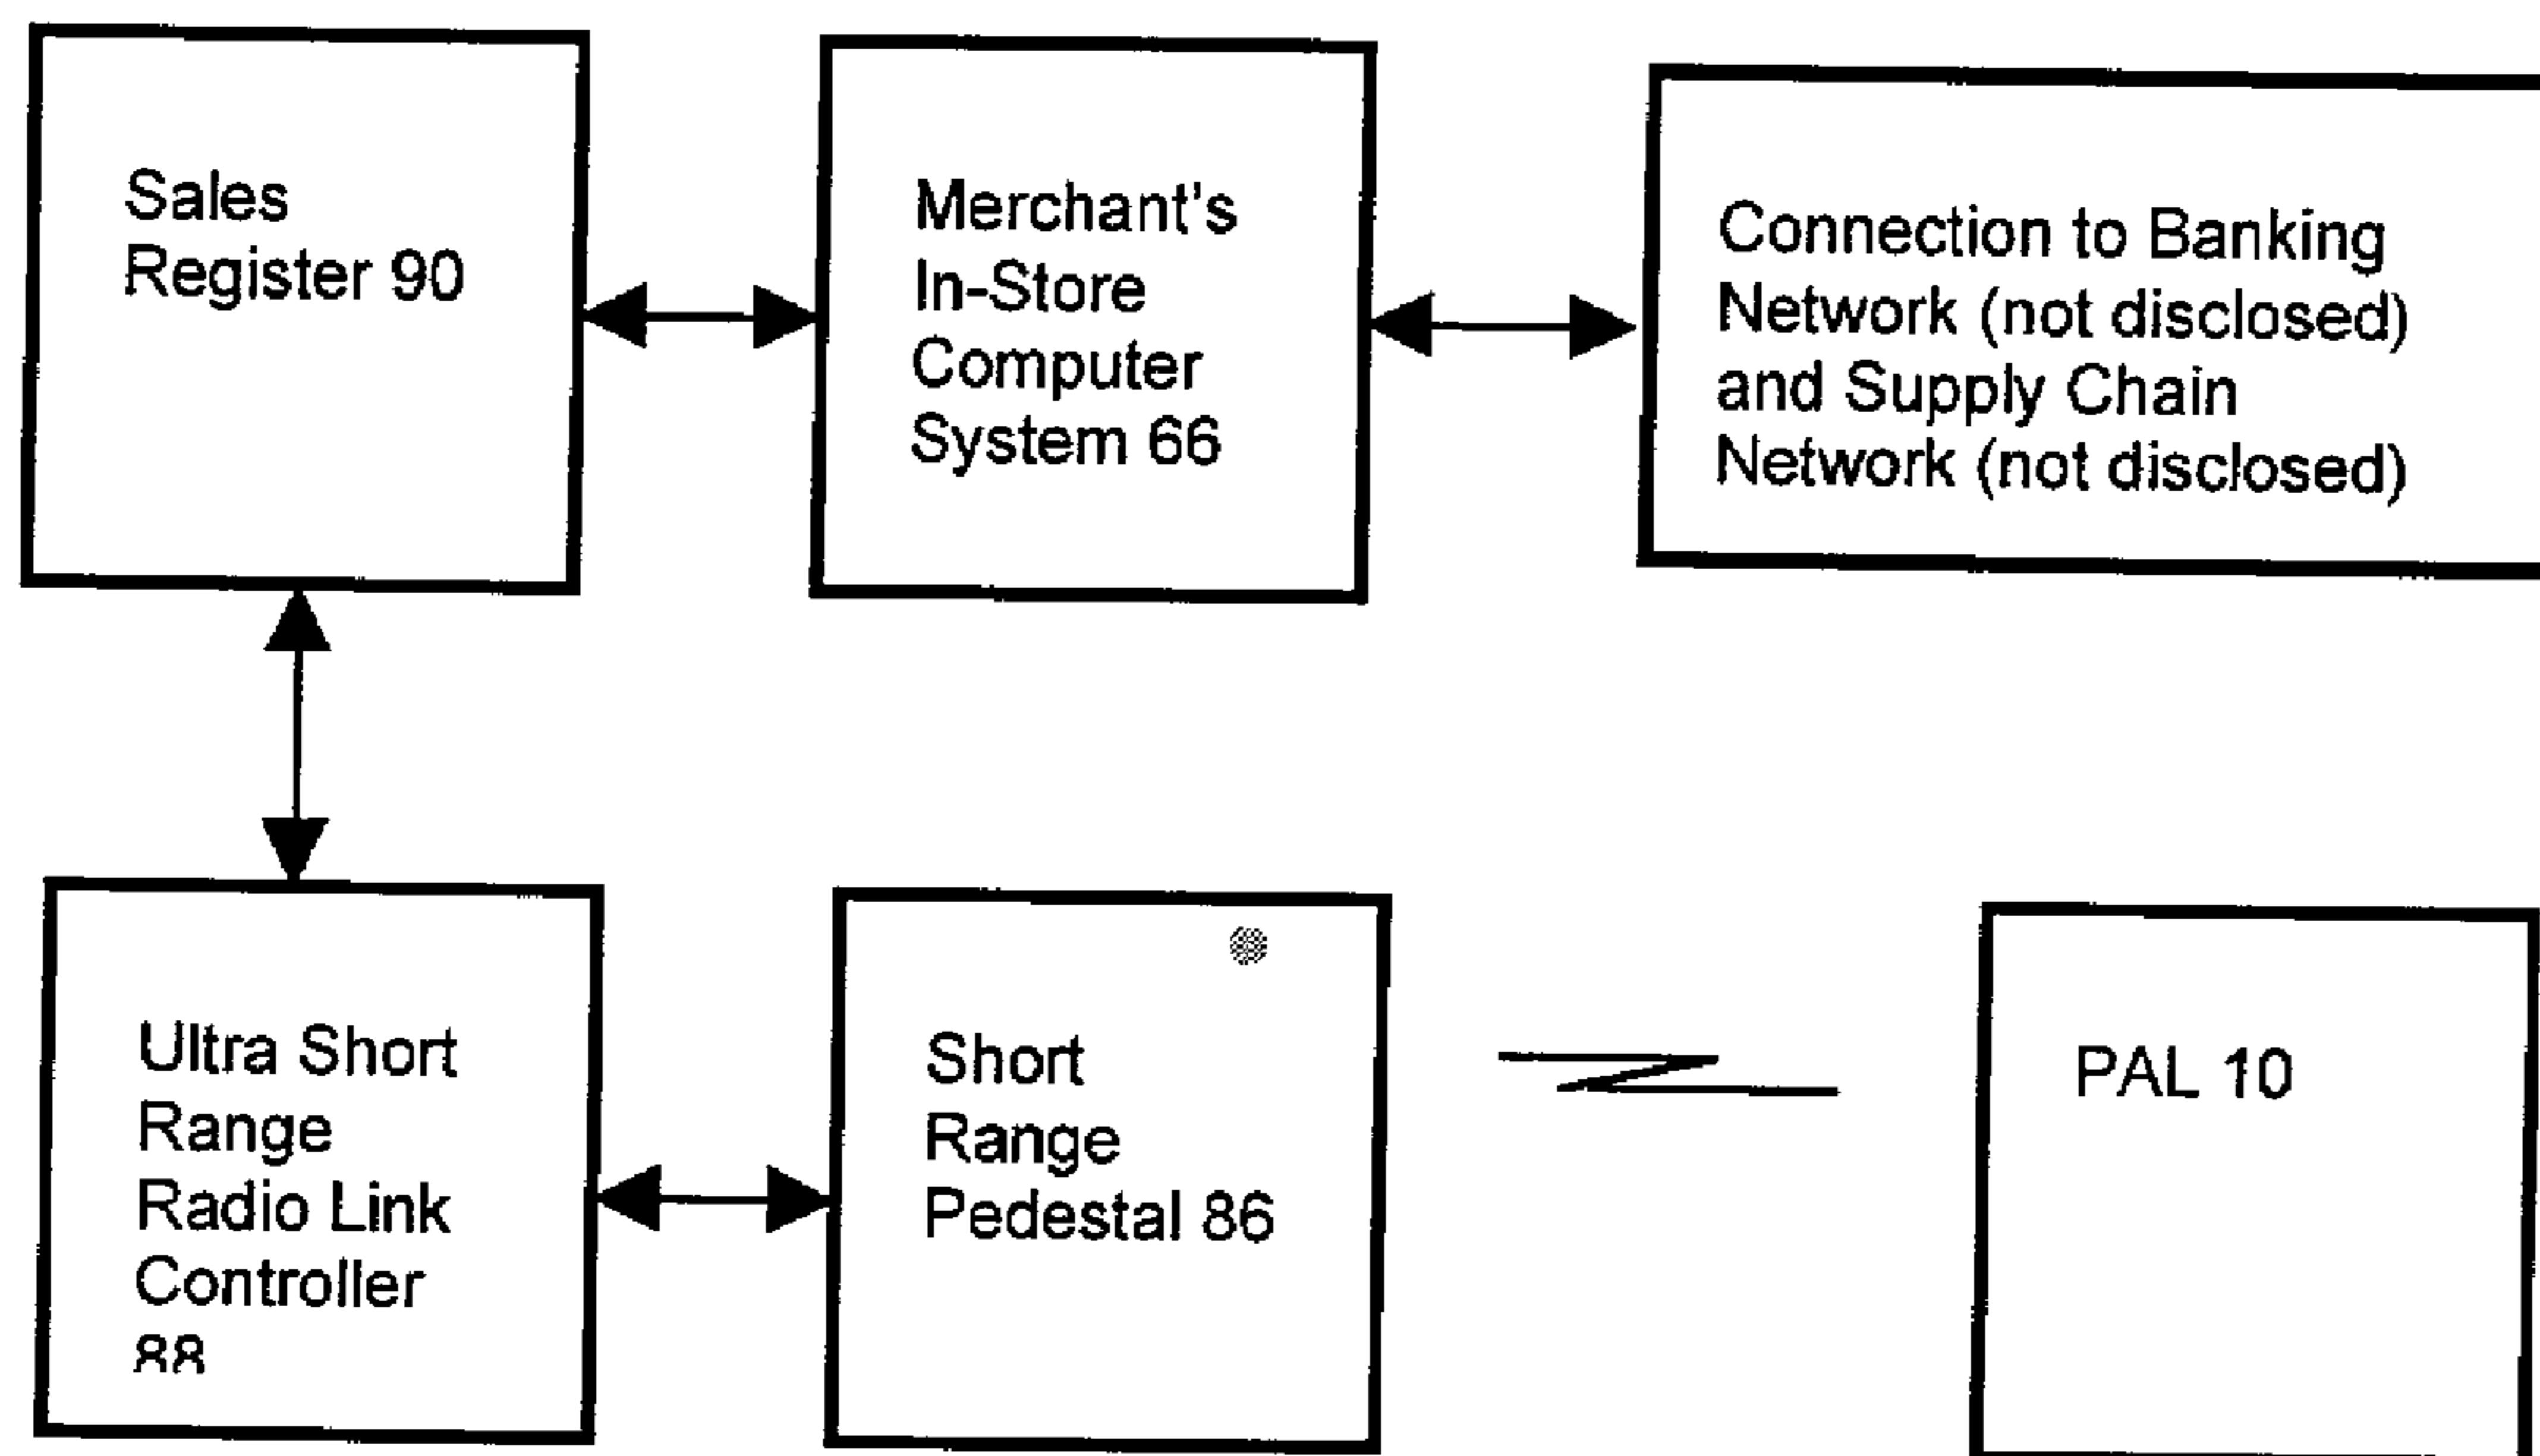 Sales
Register 90
Merchant's
In-Store
Computer
System 66
Connection to Banking
Network (not disclosed)
and Supply Chain
Network (not disclosed)
Ultra Short
Range
Radio Link
Controller
88
Short
Range
Pedestal 86
PAL 10